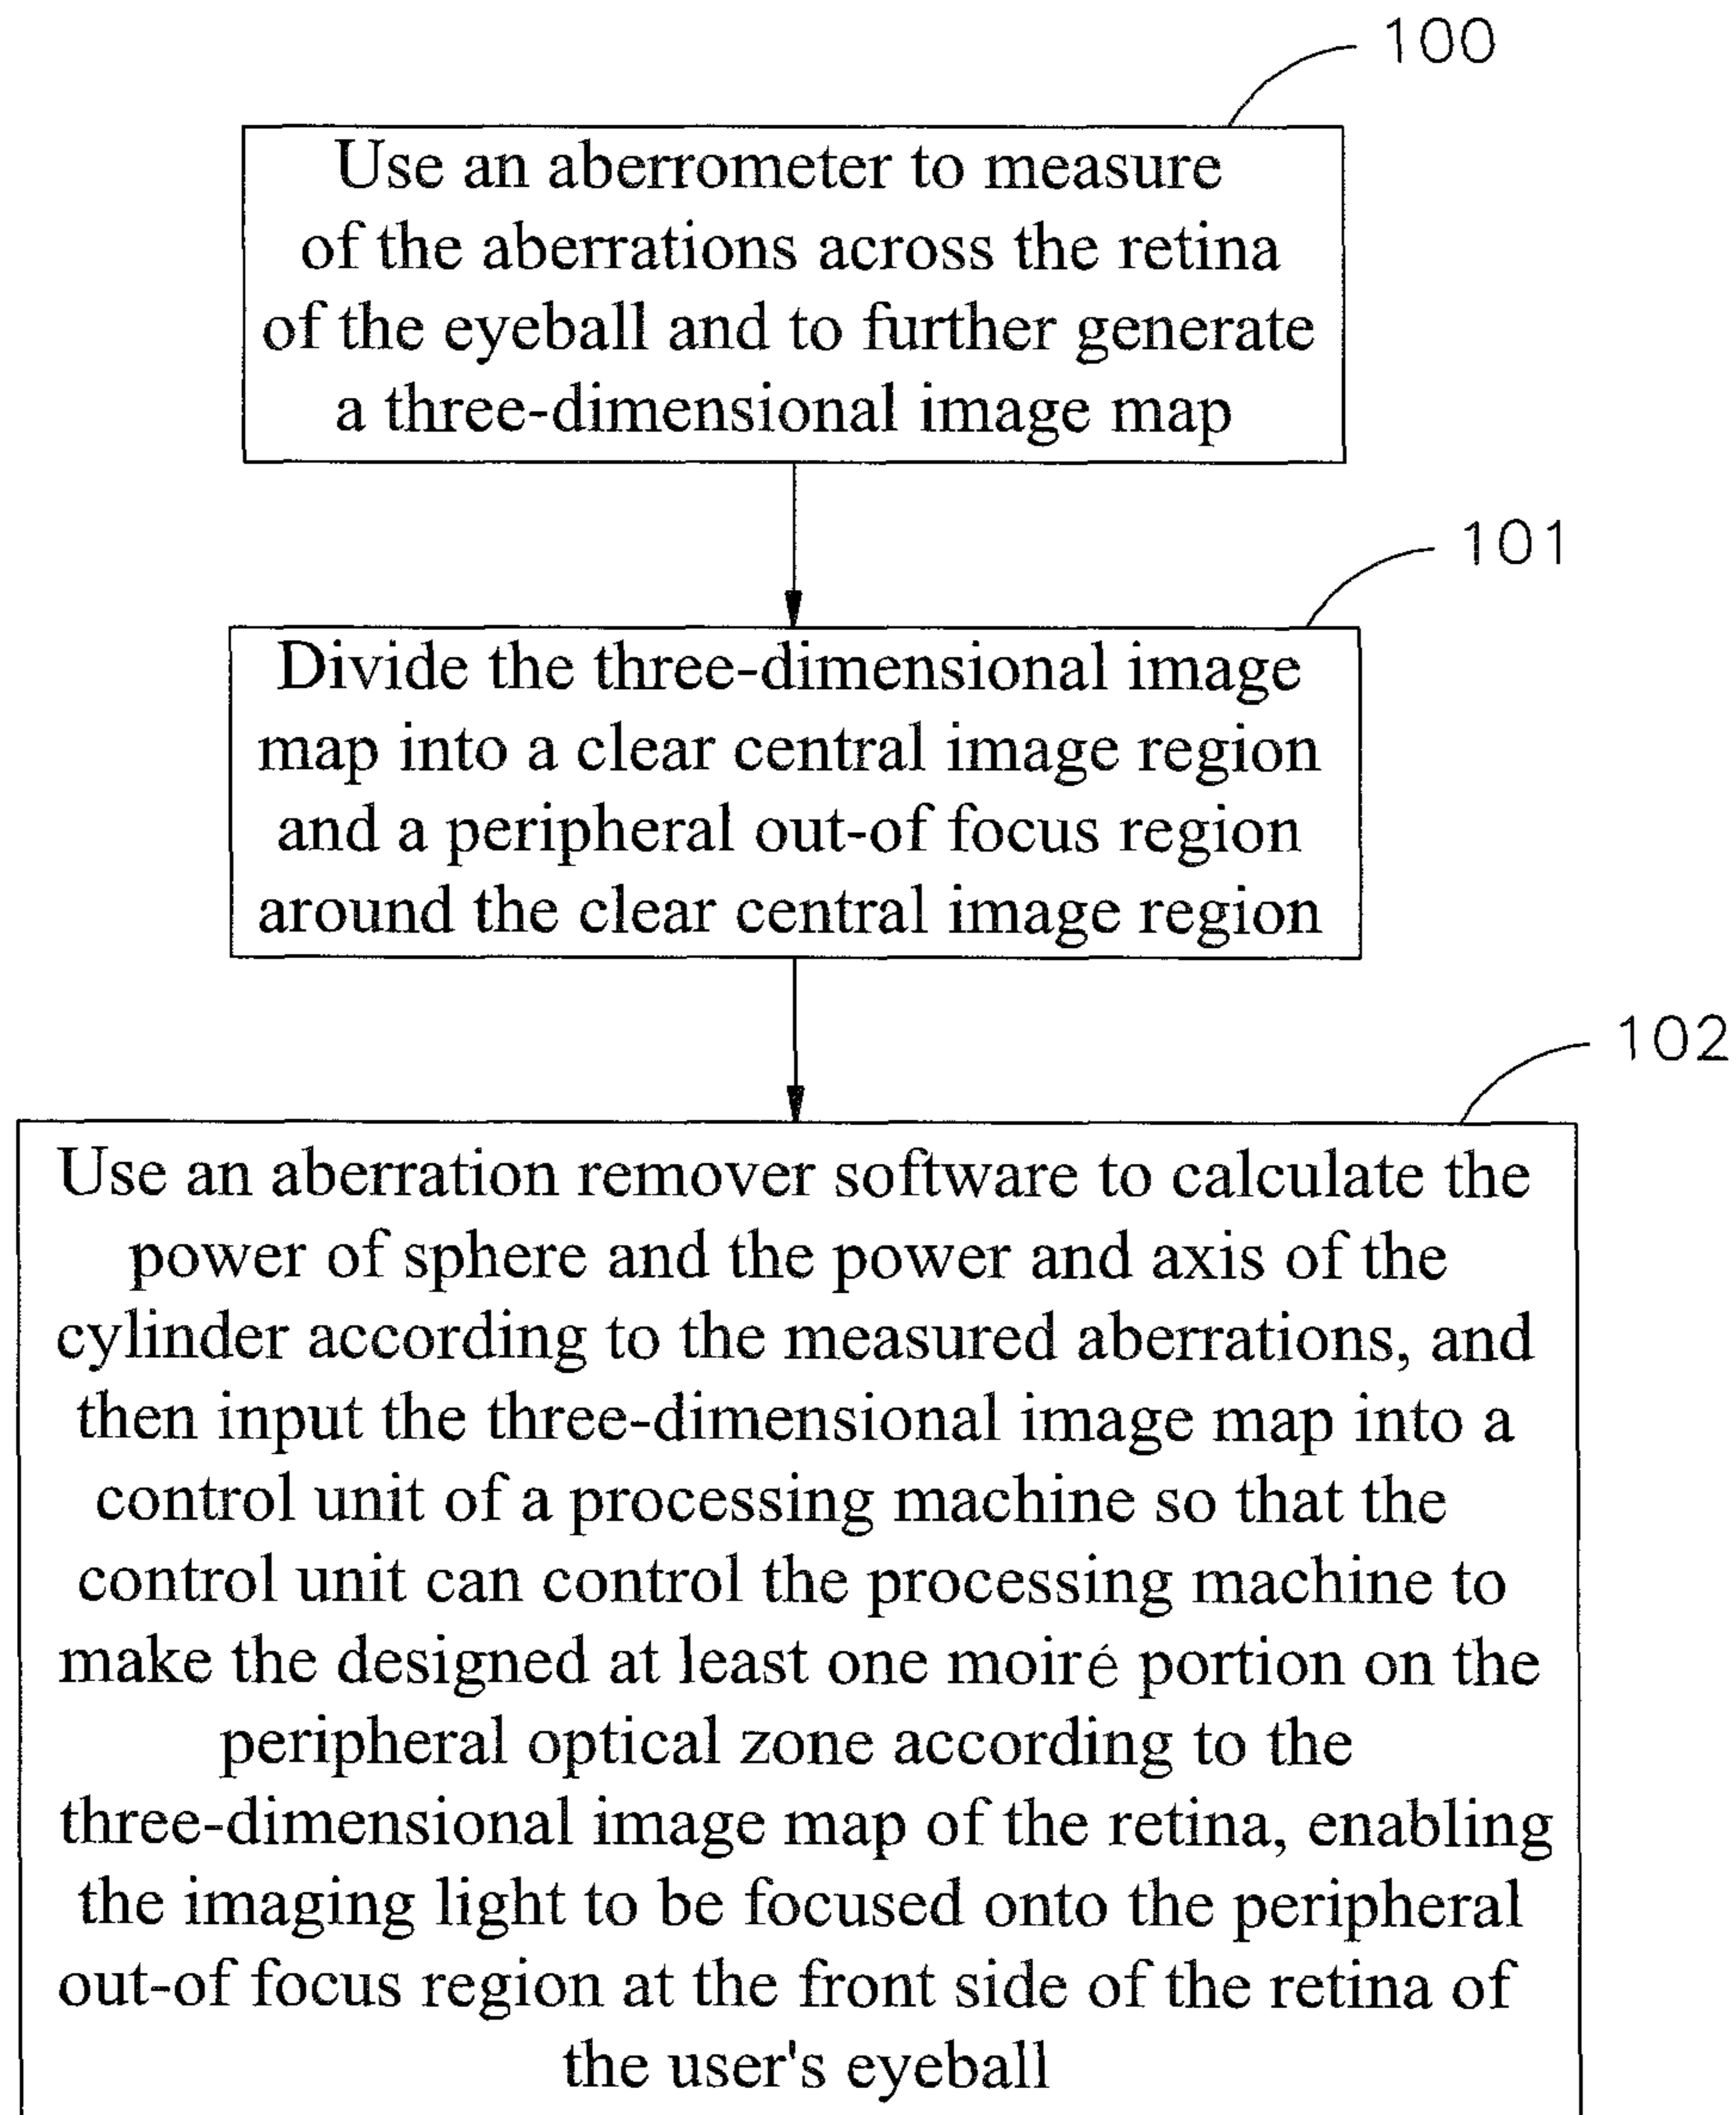 100
Use an aberrometer to measure
of the aberrations across the retina
of the eyeball and to further generate
a three-dimensional image map
101
Divide the three-dimensional image
map into a clear central image region
and a peripheral out-of focus region
around the clear central image region
102
Use an aberration remover software to calculate the
power of sphere and the power and axis of the
cylinder according to the measured aberrations, and
then input the three-dimensional image map into a
control unit of a processing machine so that the
control unit can control the processing machine to
make the designed at least one moiré portion on the
peripheral optical zone according to the
three-dimensional image map of the retina, enabling
the imaging light to be focused onto the peripheral
out-of focus region at the front side of the retina of
the user's eyeball